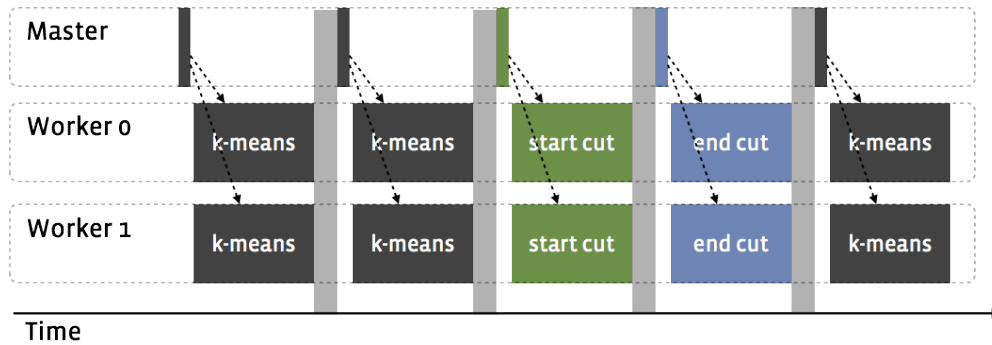 Master
Worker 0
k-means
k-means
start cut
end cut
k-means
Worker 1
k-means
k-means
start cut
end cut
k-means
Time